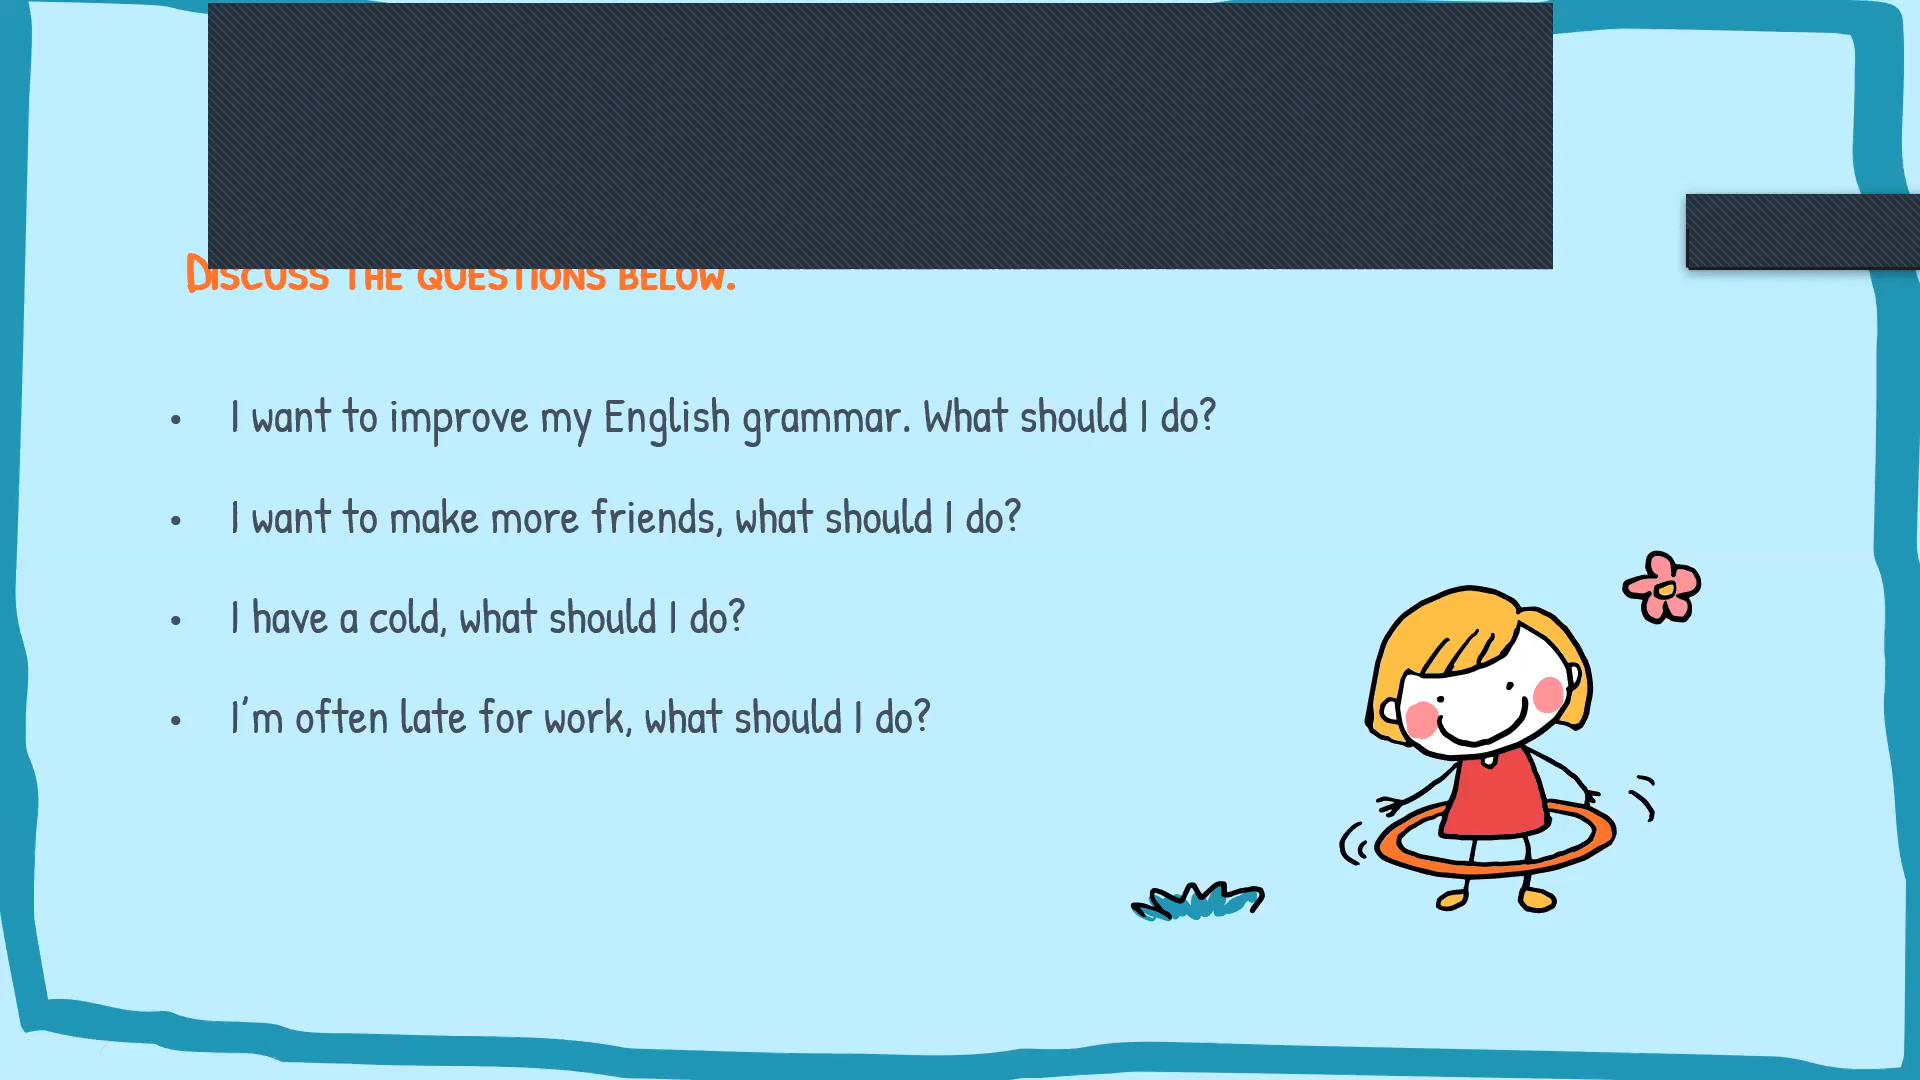 Discuss the questions below.
• I want to improve my English grammar. What should I do?
• I want to make more friends, what should I do?
• I have a cold, what should I do?
• I'm often late for work, what should I do?